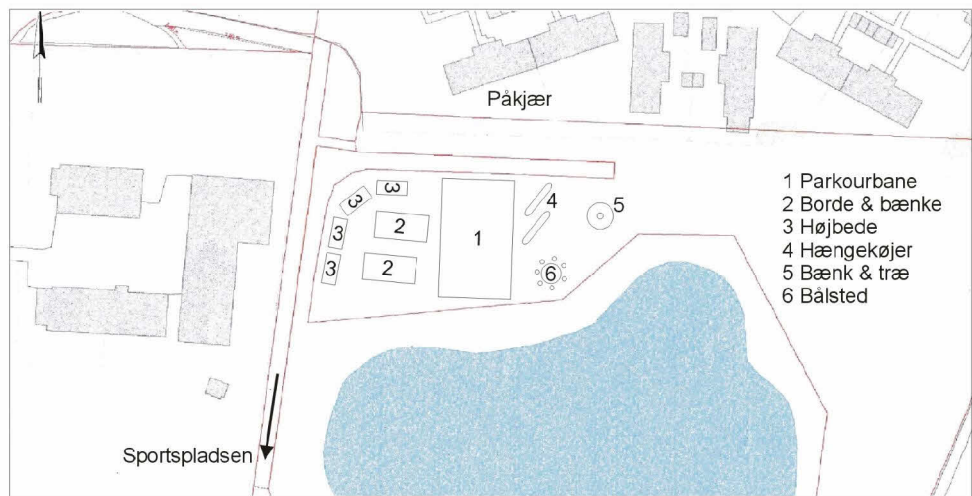 Påkjær
1 Parkourbane
2 Borde & bænke
3 Højbede
4 Hængekøjer
5 Bænk & træ
6 Bålsted
3
3
3
3
2
2
1
4
5
6
Sportspladsen